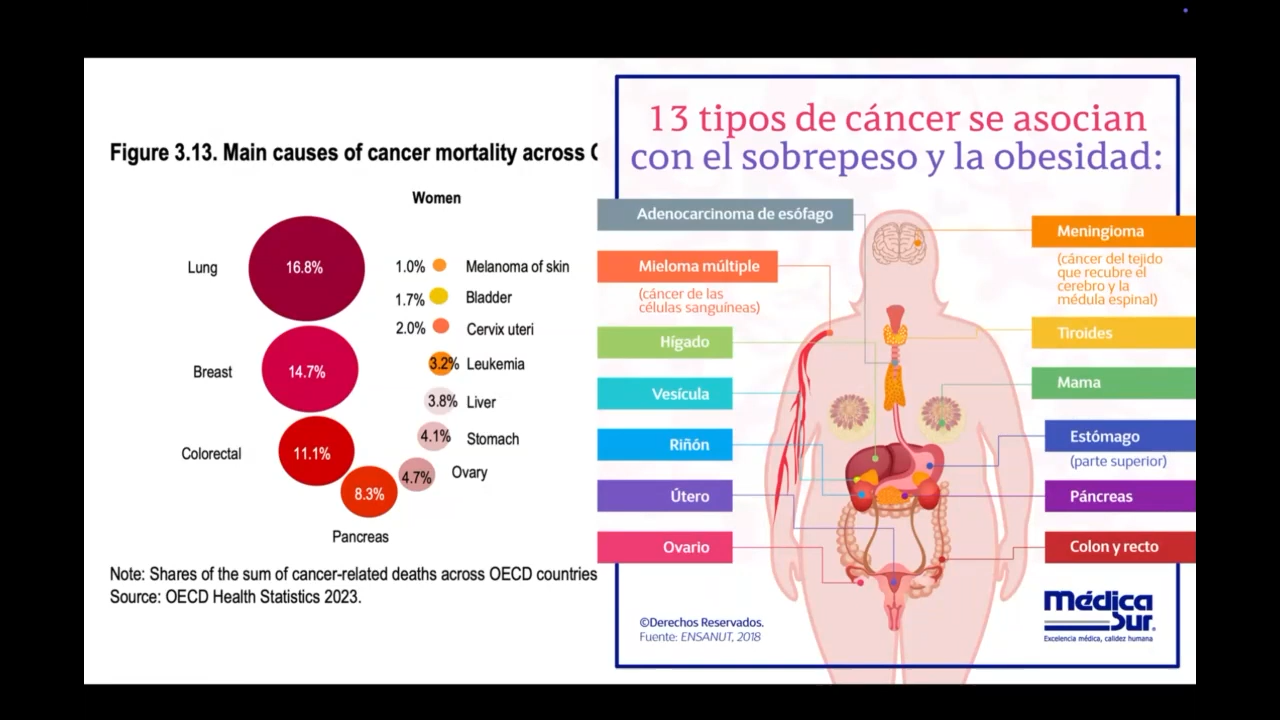 Figure 3.13. Main causes of cancer mortality across
Women
Lung
16.8%
1.0%
Melanoma of skin
1.7%
Bladder
2.0%
Cervix uteri
3.2%
Leukemia
Breast
14.7%
3.8%
Liver
4.1%
Stomach
Colorectal
11.1%
4.7%
Ovary
8.3%
Pancreas
Note: Shares of the sum of cancer-related deaths across OECD countries
Source: OECD Health Statistics 2023.
13 tipos de cáncer se asocian
con el sobrepeso y la obesidad:
Adenocarcinoma de esófago
Mieloma múltiple
(cáncer de las
células sanguíneas)
Hígado
Vesícula
Riñón
Útero
Ovario
Meningioma
(cáncer del tejido
que recubre el
cerebro y la
médula espinal)
Tiroides
Mama
Estómago
(parte superior)
Páncreas
Colon y recto
©Derechos Reservados.
Fuente: ENSANUT, 2018
Médica
Sur®
Excelencia médica, calidez humana